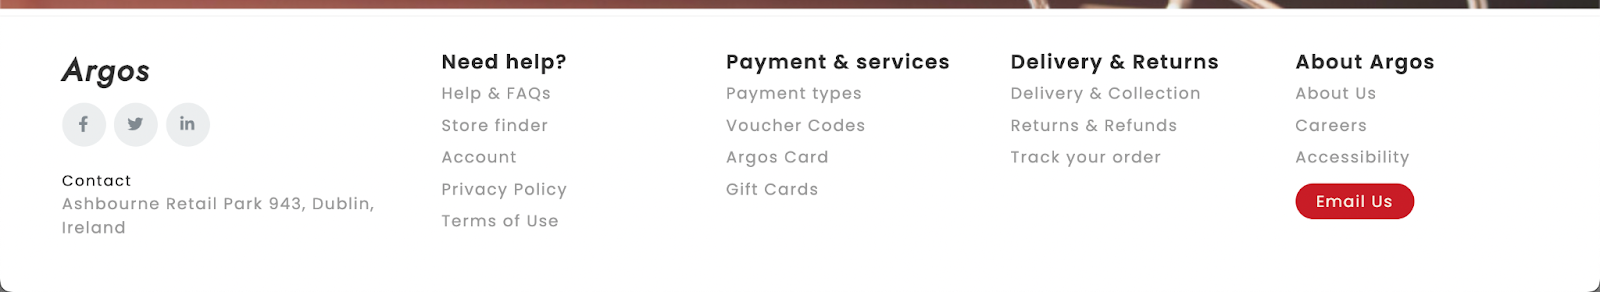 Argos
Contact
Ashbourne Retail Park 943, Dublin,
Ireland
Need help?
Help & FAQs
Store finder
Account
Privacy Policy
Terms of Use
Payment & services
Payment types
Voucher Codes
Argos Card
Gift Cards
Delivery & Returns
Delivery & Collection
Returns & Refunds
Track your order
About Argos
About Us
Careers
Accessibility
Email Us